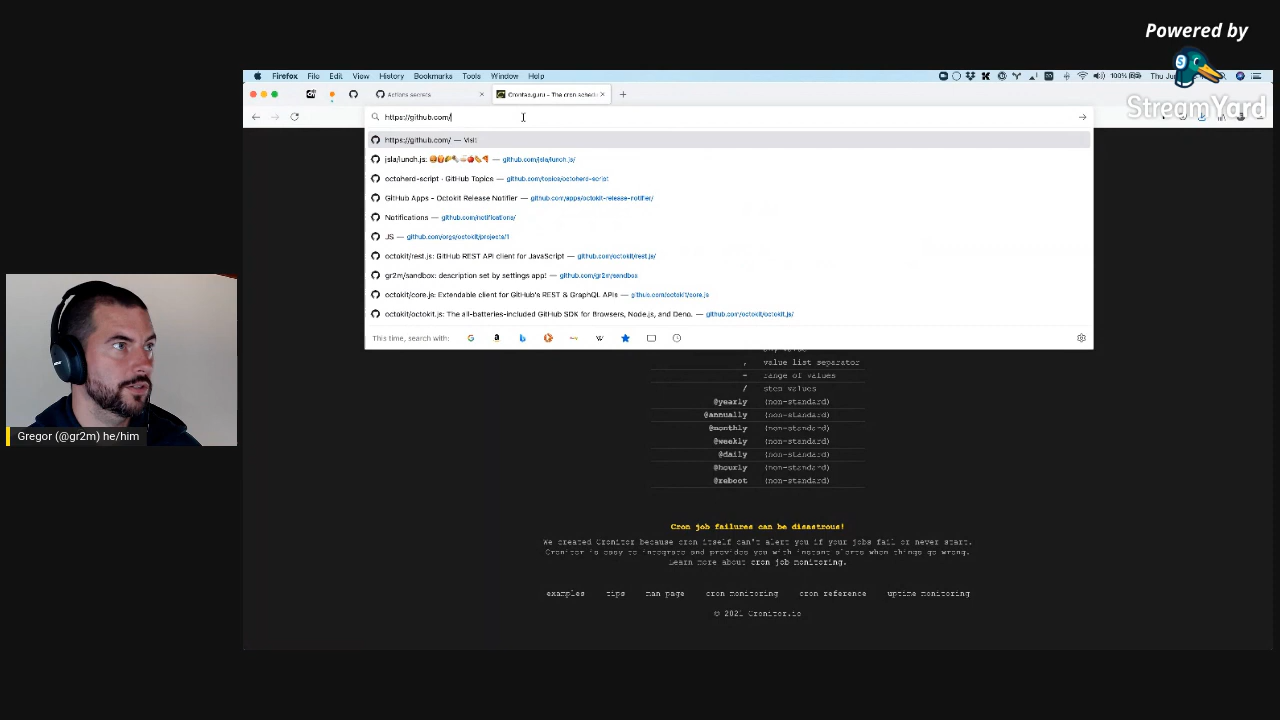 Powered by
StreamYard
Firefox File Edit View History Bookmarks Tools Window Help
100%
Actions secrets
Crontab.guru - The cron schedu
https://github.com/
https://github.com/ — Visit
jsla/lunch.js: — github.com/jsla/lunch.js/
octoherd-script · GitHub Topics — github.com/topics/octoherd-script
GitHub Apps - Octokit Release Notifier — github.com/apps/octokit-release-notifier/
Notifications — github.com/notifications/
JS — github.com/orgs/octokit/projects/1
octokit/rest.js: GitHub REST API client for JavaScript — github.com/octokit/rest.js/
gr2m/sandbox: description set by settings app! — github.com/gr2m/sandbox
octokit/core.js: Extendable client for GitHub's REST & GraphQL APIs — github.com/octokit/core.js
octokit/octokit.js: The all-batteries-included GitHub SDK for Browsers, Node.js, and Deno. — github.com/octokit/octokit.js/
This time, search with:
, value list separator
- range of values
/ step values
@yearly (non-standard)
@annually (non-standard)
@monthly (non-standard)
@weekly (non-standard)
@daily (non-standard)
@hourly (non-standard)
@reboot (non-standard)
Cron job failures can be disastrous!
We created Cronitor because cron itself can't alert you if your jobs fail or never start.
Cronitor is easy to integrate and provides you with instant alerts when things go wrong.
Learn more about cron job monitoring.
examples tips man page cron monitoring cron reference uptime monitoring
© 2021 Cronitor.io
Gregor (@gr2m) he/him